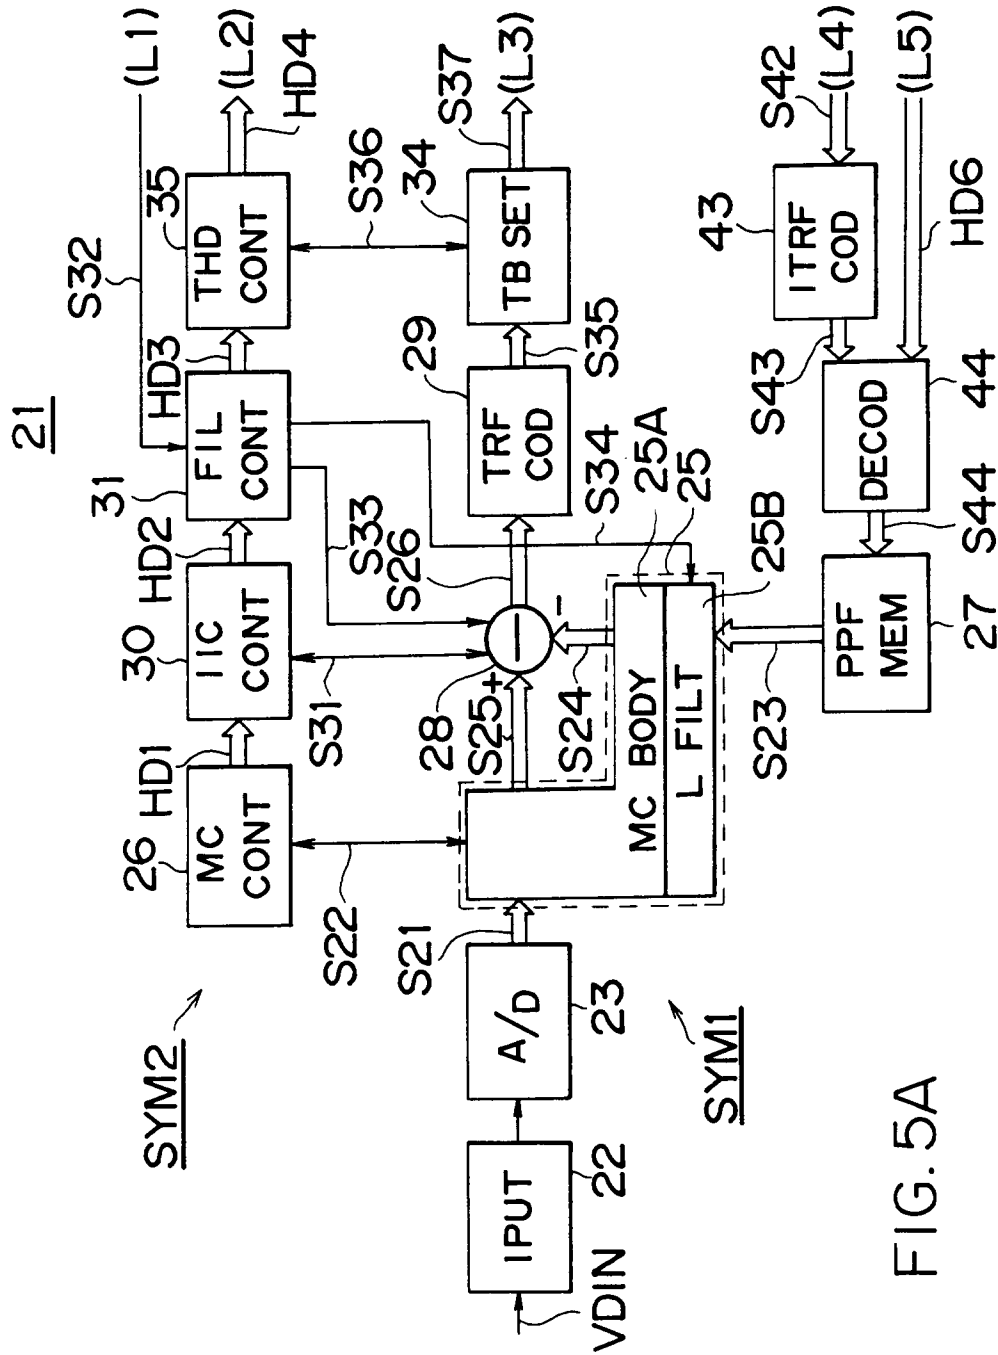 21
(L1)
S32
(L2)
HD4
35
THD
CONT
HD3
31
FIL
CONT
HD2
30
IIC
CONT
HD1
26
MC
CONT
SYM2
S36
S33
S31
S22
(L3)
S37
34
TB SET
S35
29
TRF
COD
S26
S34
28
S25
+
-
S24
25A
25
25B
MC BODY
L FILT
S21
A/D
23
IPUT
22
VDIN
SYM1
S42
(L4)
(L5)
HD6
43
ITRF
COD
S43
44
DECOD
S44
PPF
MEM
27
S23
FIG. 5A